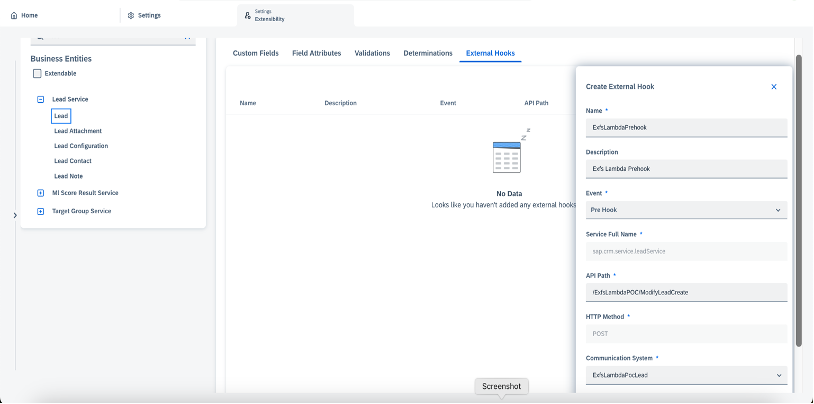 Home
Settings
Settings
Extensibility
Business Entities
Extendable
Lead Service
Lead
Lead Attachment
Lead Configuration
Lead Contact
Lead Note
MI Score Result Service
Target Group Service
Custom Fields
Field Attributes
Validations
Determinations
External Hooks
Name
Description
Event
API Path
z z
No Data
Looks like you haven't added any external hooks
Create External Hook
Name *
ExfsLambdaPrehook
Description
Exfs Lambda Prehook
Event *
Pre Hook
Service Full Name *
sap.crm.service.leadService
API Path *
/ExfsLambdaPOC/ModifyLeadCreate
HTTP Method *
POST
Communication System *
ExfsLambdaPocLead
Screenshot